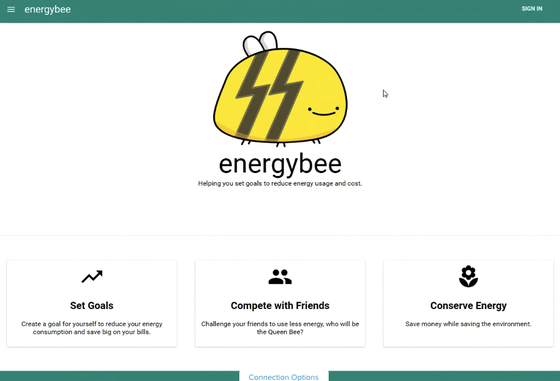 energybee
SIGN IN
energybee
Helping you set goals to reduce energy usage and cost.
Set Goals
Create a goal for yourself to reduce your energy
consumption and save big on your bills.
Compete with Friends
Challenge your friends to use less energy, who will be
the Queen Bee?
Conserve Energy
Save money while saving the environment.
Connection Options